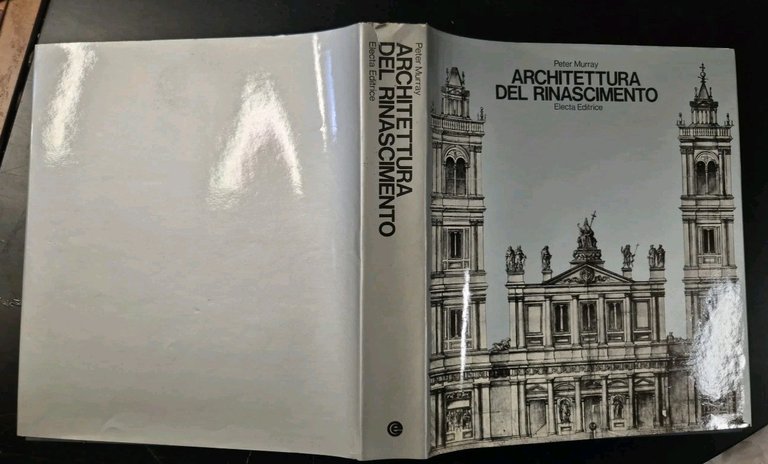 Peter Murray
ARCHITETTURA
DEL RINASCIMENTO
Electa Editrice
Peter Murray
ARCHITETTURA
DEL RINASCIMENTO
Electa Editrice
e